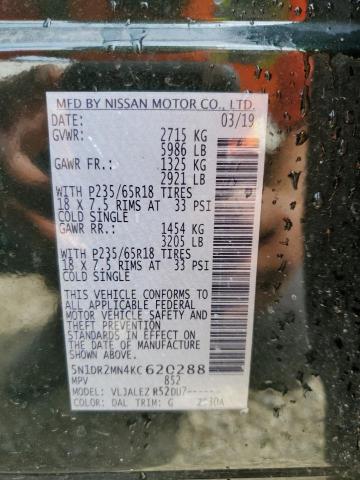 MFD BY NISSAN MOTOR CO., LTD.
DATE: 03/19
GVWR: 2715 KG
5986 LB
GAWR FR.: 1325 KG
2921 LB
WITH P235/65R18 TIRES
18 X 7.5 RIMS AT 33 PSI
COLD SINGLE
GAWR RR.: 1454 KG
3205 LB
WITH P235/65R18 TIRES
18 X 7.5 RIMS AT 33 PSI
COLD SINGLE
THIS VEHICLE CONFORMS TO
ALL APPLICABLE FEDERAL
MOTOR VEHICLE SAFETY AND
THEFT PREVENTION
STANDARDS IN EFFECT ON
THE DATE OF MANUFACTURE
SHOWN ABOVE.
5N1DR2MN4KC620288
MPV 852
MODEL: VLJALEZ R52DU7------
COLOR: DAL TRIM: G